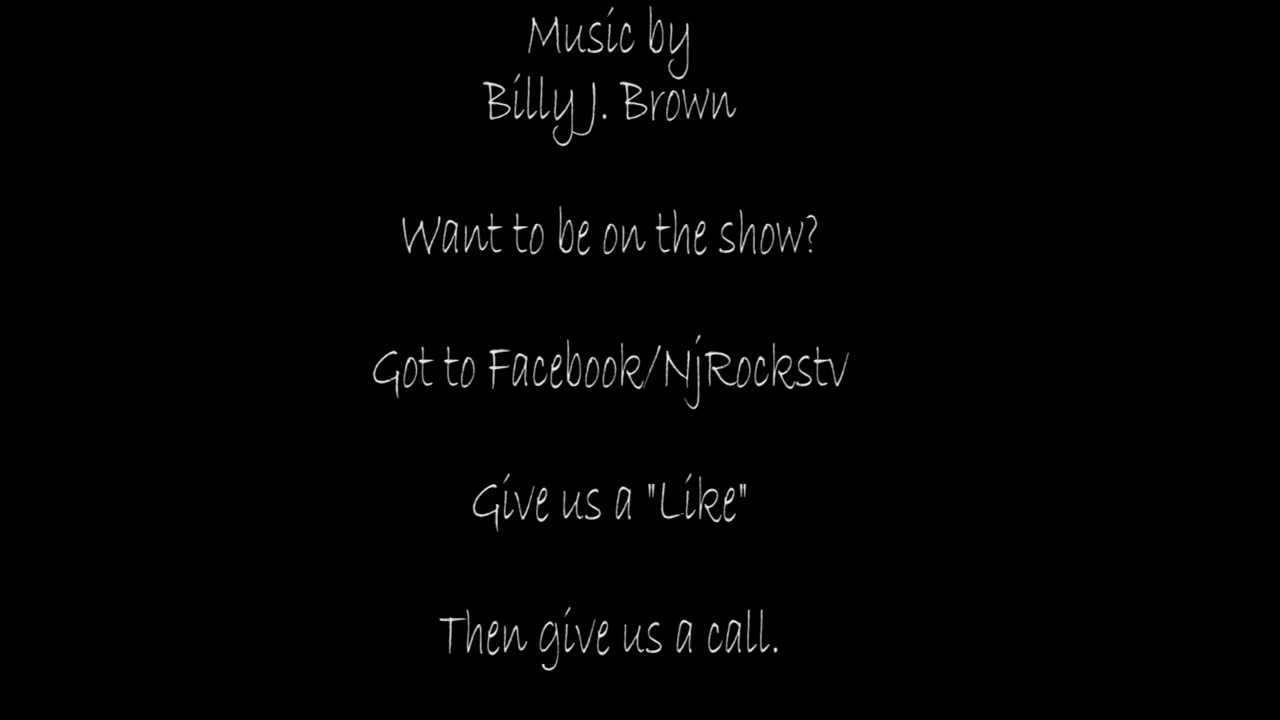 Music by
Billy J. Brown
Want to be on the show?
Got to Facebook/NjRockstv
Give us a "Like"
Then give us a call.